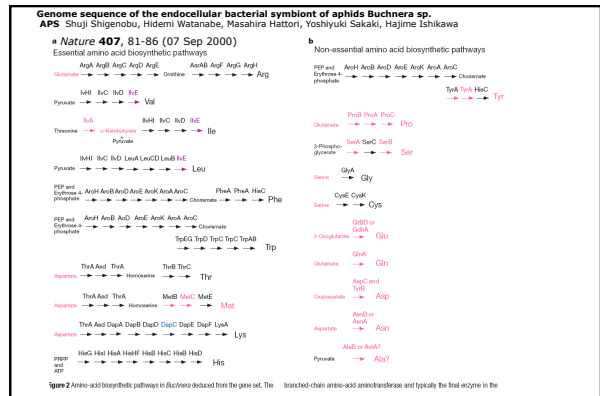 Genome sequence of the endocellular bacterial symbiont of aphids Buchnera sp.
APS Shuji Shigenobu, Hidemi Watanabe, Masahira Hattori, Yoshiyuki Sakaki, Hajime Ishikawa
a Nature 407, 81-86 (07 Sep 2000)
Essential amino acid biosynthetic pathways
ArgA ArgB ArgC ArgD ArgE AarAB ArgF ArgG ArgH
Glutamate Ornithine Arg
IlvHI IlvC IlvD IlvE
Pyruvate Val
IlvA IlvHI IlvC IlvD IlvE
Threonine α-Ketobutyrate Ile
+
Pyruvate
IlvHI IlvC IlvD LeuA LeuCD LeuB IlvE
Pyruvate Leu
PEP and
Erythrose 4-
phosphate
AroH AroB AroD AroE AroK AroA AroC PheA PheA HisC
Chorismate Phe
PEP and
Erythrose 4-
phosphate
AroH AroB AoD AroE AroK AroA AroC
Chorismate
TrpEG TrpD TrpC TrpC TrpAB
Trp
ThrA Asd ThrA ThrB ThrC
Aspartate Homoserine Thr
ThrA Asd ThrA MetB MetC MetE
Aspartate Homoserine Met
ThrA Asd DapA DapB DapD DapC DapE DapF LysA
Aspartate Lys
HisG HisI HisA HisHF HisB HisC HisB HisD
PRPP
and
ATP
His
b
Non-essential amino acid biosynthetic pathways
PEP and
Erythrose 4-
phosphate
AroH AroB AroD AroE AroK AroA AroC
Chorismate
TyrA TyrA HisC
Tyr
ProB ProA ProC
Glutamate Pro
SerA SerC SerB
3-Phospho-
glycerate
Ser
GlyA
Serine Gly
CysE CysK
Serine Cys
GltBD or
GdhA
2-Oxoglutarate Glu
GlnA
Glutamate Gln
AspC and
TyrB
Oxaloacetate Asp
AsnB or
AsnA
Aspartate Asn
AlaB or AvtA?
Pyruvate Ala?
Figure 2 Amino-acid biosynthetic pathways in Buchnera deduced from the gene set. The
branched-chain amino-acid aminotransferase and typically the final enzyme in the